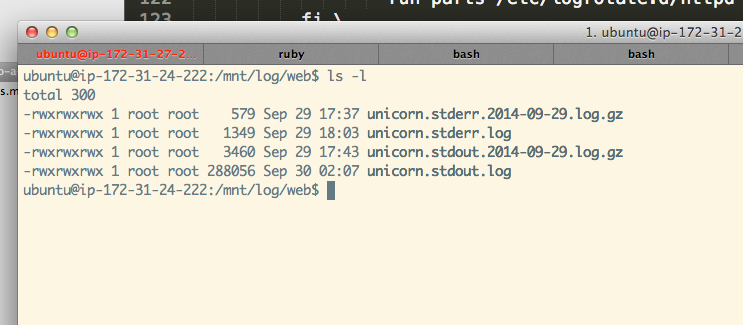 122 run-parts /etc/logrotate.d/httpd
123 fi \
1. ubuntu@ip-172-31-2
ubuntu@ip-172-31-27-2... ruby bash bash
s.m
ubuntu@ip-172-31-24-222:/mnt/log/web$ ls -l
total 300
-rwxrwxrwx 1 root root 579 Sep 29 17:37 unicorn.stderr.2014-09-29.log.gz
-rwxrwxrwx 1 root root 1349 Sep 29 18:03 unicorn.stderr.log
-rwxrwxrwx 1 root root 3460 Sep 29 17:43 unicorn.stdout.2014-09-29.log.gz
-rwxrwxrwx 1 root root 288056 Sep 30 02:07 unicorn.stdout.log
ubuntu@ip-172-31-24-222:/mnt/log/web$